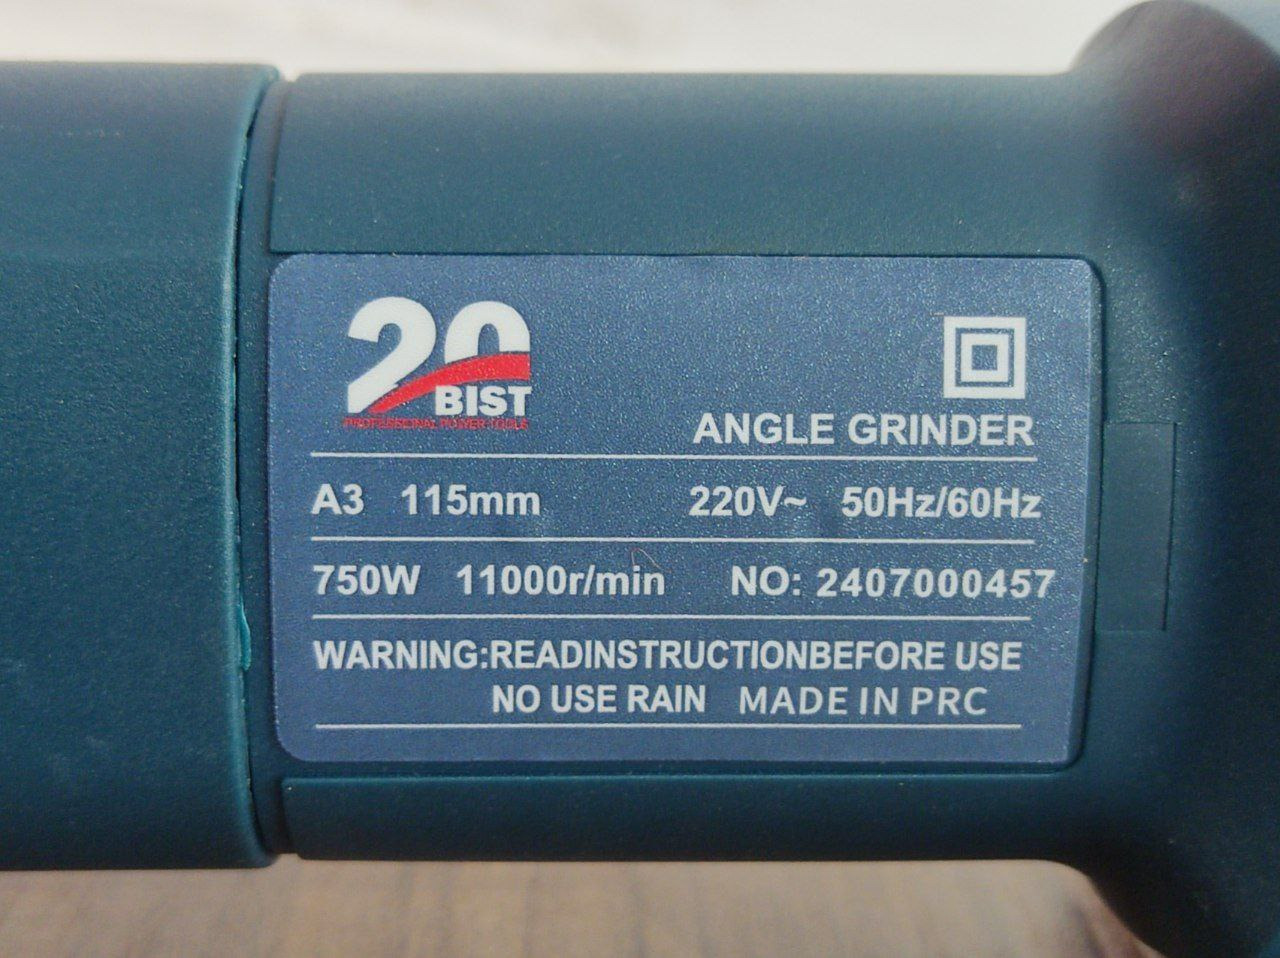 20
BIST
PROFESSIONAL POWER TOOLS
ANGLE GRINDER
A3 115mm 220V~ 50Hz/60Hz
750W 11000r/min NO: 2407000457
WARNING:READINSTRUCTIONBEFORE USE
NO USE RAIN MADE IN PRC